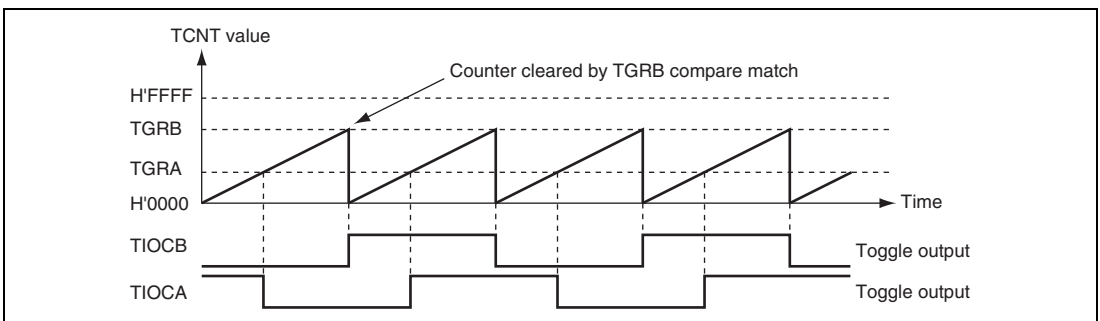 TCNT value
Counter cleared by TGRB compare match
H'FFFF
TGRB
TGRA
H'0000
Time
TIOCB
Toggle output
TIOCA
Toggle output